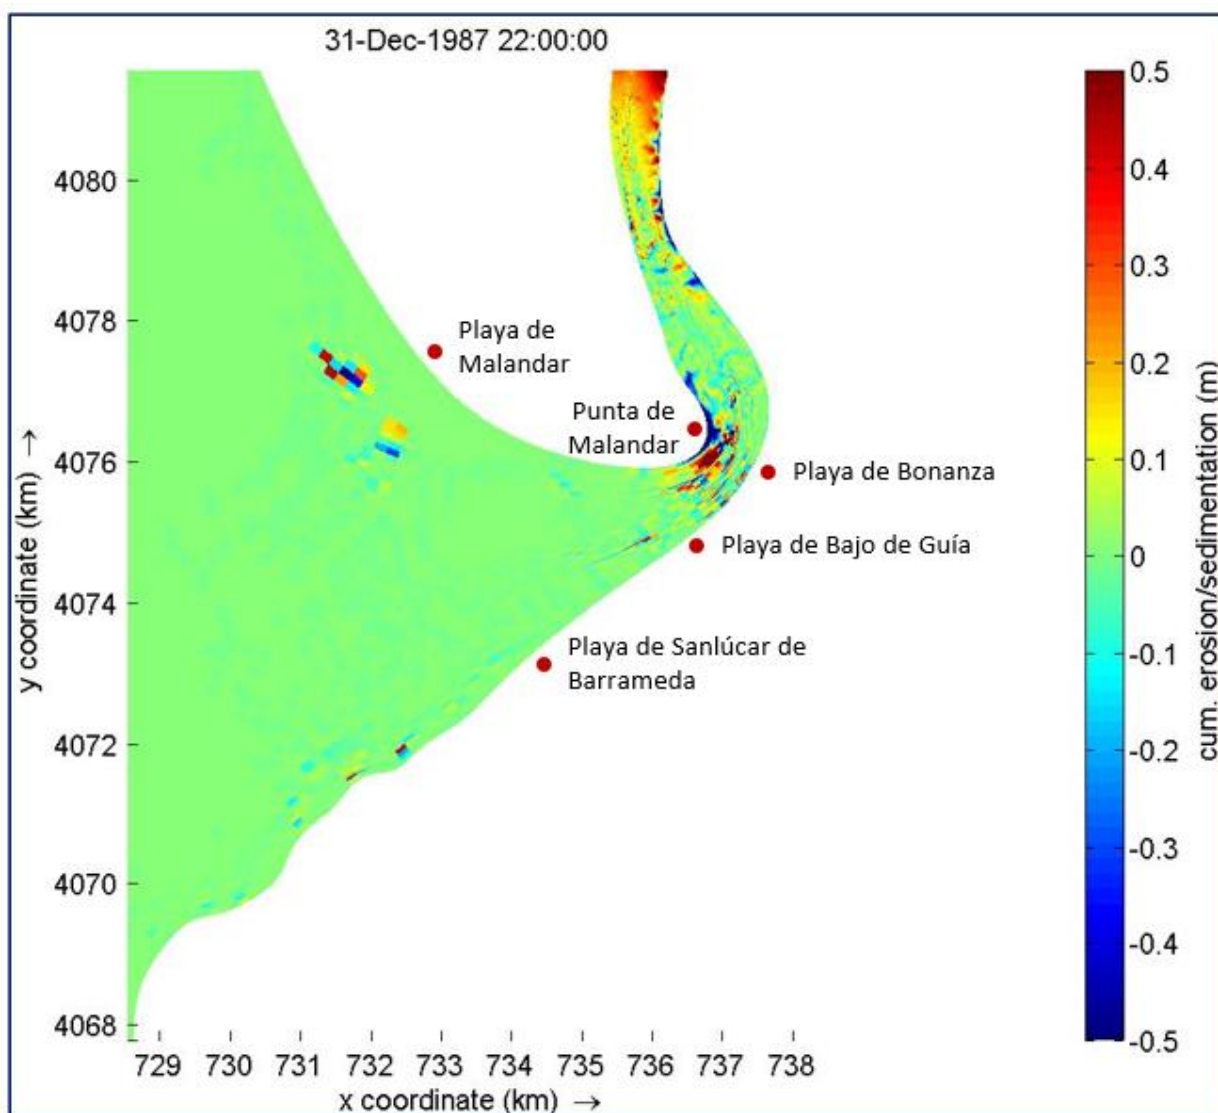 31-Dec-1987 22:00:00
4080
4078
4076
4074
4072
4070
4068
y coordinate (km) →
729 730 731 732 733 734 735 736 737 738
x coordinate (km) →
Playa de
Malandar
Punta de
Malandar
Playa de Bonanza
Playa de Bajo de Guía
Playa de Sanlúcar de
Barrameda
0.5
0.4
0.3
0.2
0.1
0
-0.1
-0.2
-0.3
-0.4
-0.5
cum. erosion/sedimentation (m)